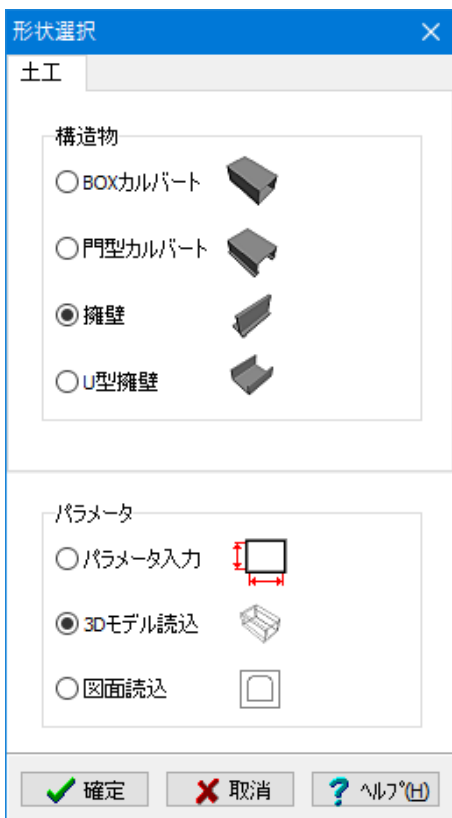 形状選択
土工
構造物
BOXカルバート
門型カルバート
擁壁
U型擁壁
パラメータ
パラメータ入力
3Dモデル読込
図面読込
確定 取消 ヘルプ(H)